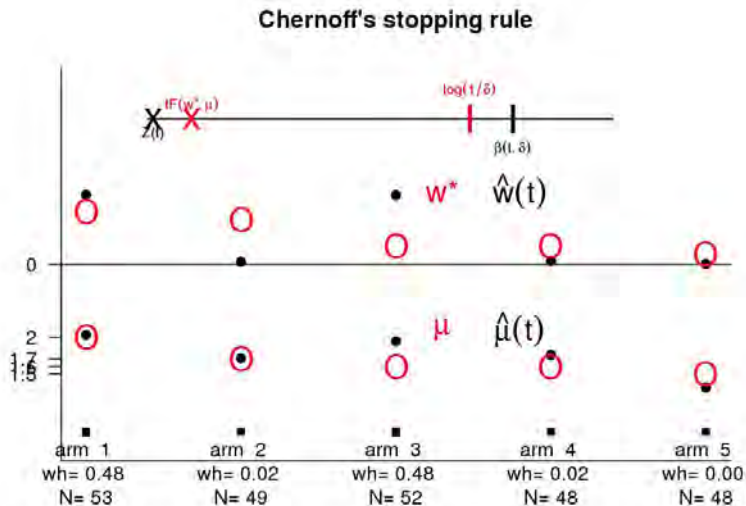 Chernoff's stopping rule
tF(w*, μ)
log(t/δ)
Z(t)
β(t, δ)
w* ŵ(t)
0
μ μ̂(t)
2
1.7
1.5
arm 1 arm 2 arm 3 arm 4 arm 5
wh= 0.48 wh= 0.02 wh= 0.48 wh= 0.02 wh= 0.00
N= 53 N= 49 N= 52 N= 48 N= 48